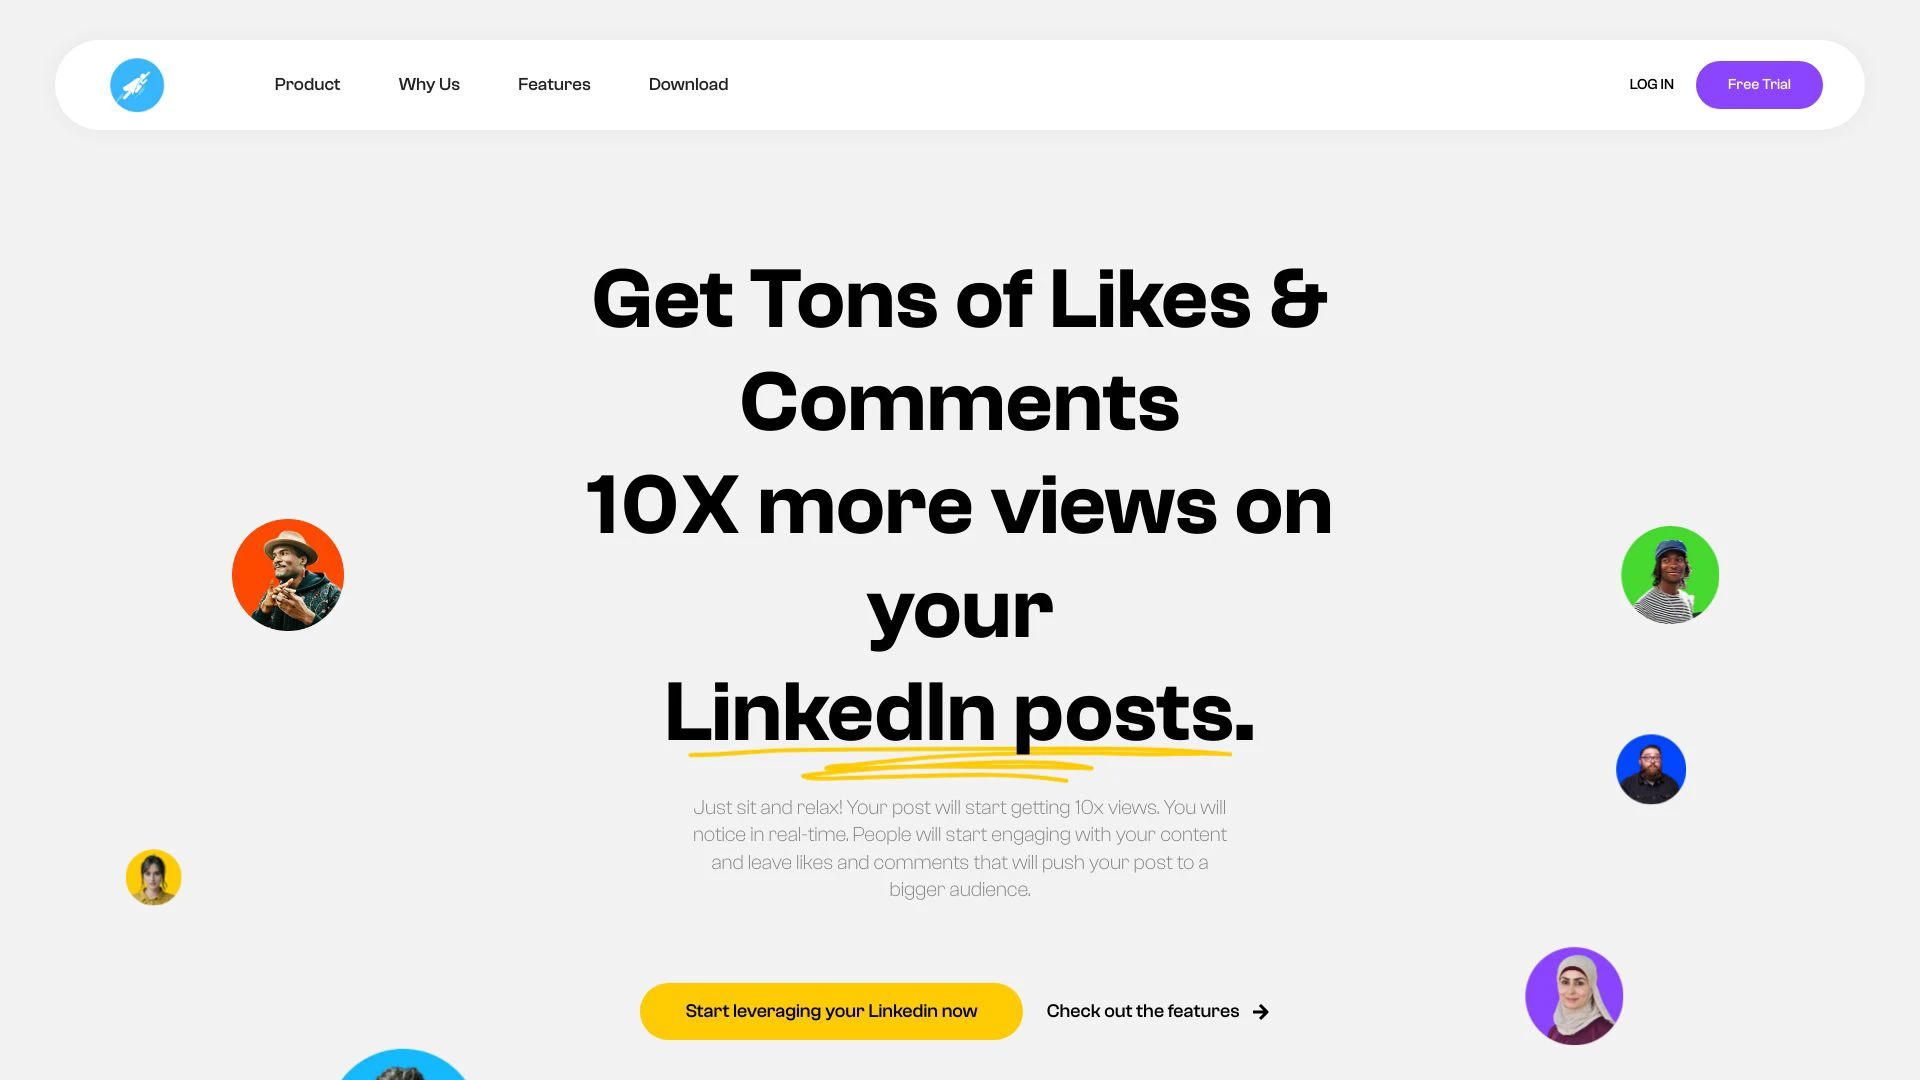 Product
Why Us
Features
Download
LOG IN
Free Trial
Get Tons of Likes &
Comments
10X more views on
your
LinkedIn posts.
Just sit and relax! Your post will start getting 10x views. You will
notice in real-time. People will start engaging with your content
and leave likes and comments that will push your post to a
bigger audience.
Start leveraging your Linkedin now
Check out the features